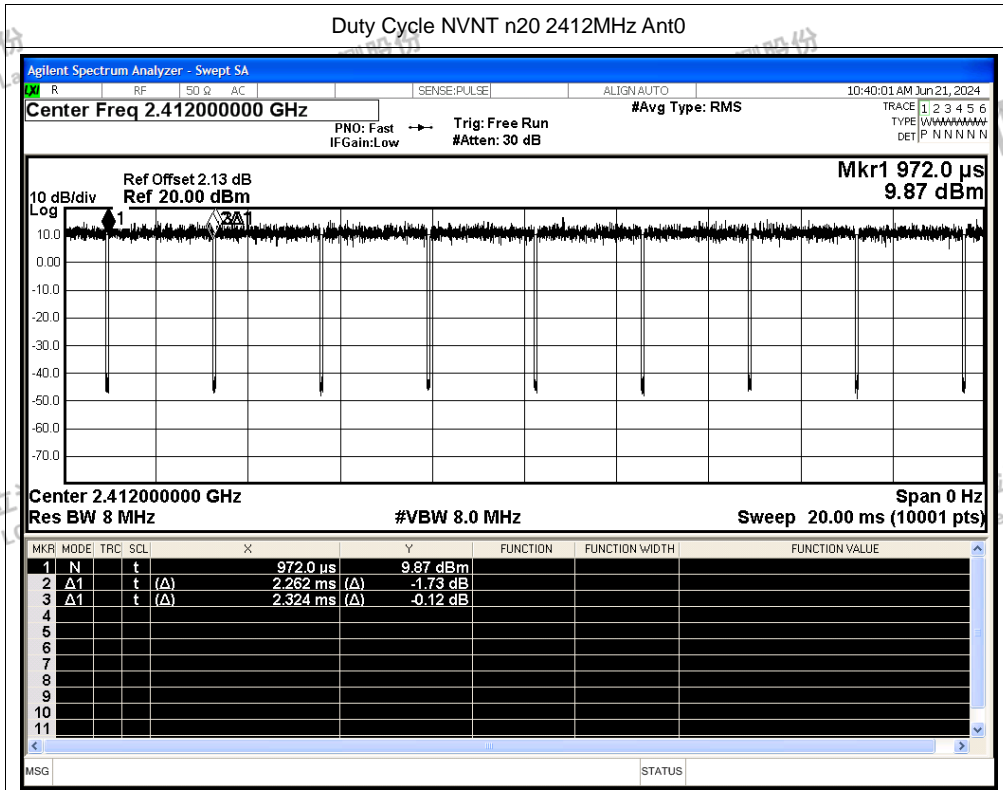 Duty Cycle NVNT n20 2412MHz Ant0
Agilent Spectrum Analyzer - Swept SA
LXI R RF 50 Ω AC SENSE:PULSE ALIGN AUTO 10:40:01 AM Jun 21, 2024
Center Freq 2.412000000 GHz #Avg Type: RMS TRACE 1 2 3 4 5 6
PNO: Fast Trig: Free Run TYPE WWWWWW
IFGain:Low #Atten: 30 dB DET P N N N N N
Mkr1 972.0 µs
Ref Offset 2.13 dB
10 dB/div Ref 20.00 dBm 9.87 dBm
Log
1 2Δ1
10.0
0.00
-10.0
-20.0
-30.0
-40.0
-50.0
-60.0
-70.0
Center 2.412000000 GHz Span 0 Hz
Res BW 8 MHz #VBW 8.0 MHz Sweep 20.00 ms (10001 pts)
MKR MODE TRC SCL X Y FUNCTION FUNCTION WIDTH FUNCTION VALUE
1 N t 972.0 µs 9.87 dBm
2 Δ1 t (Δ) 2.262 ms (Δ) -1.73 dB
3 Δ1 t (Δ) 2.324 ms (Δ) -0.12 dB
4
5
6
7
8
9
10
11
MSG STATUS